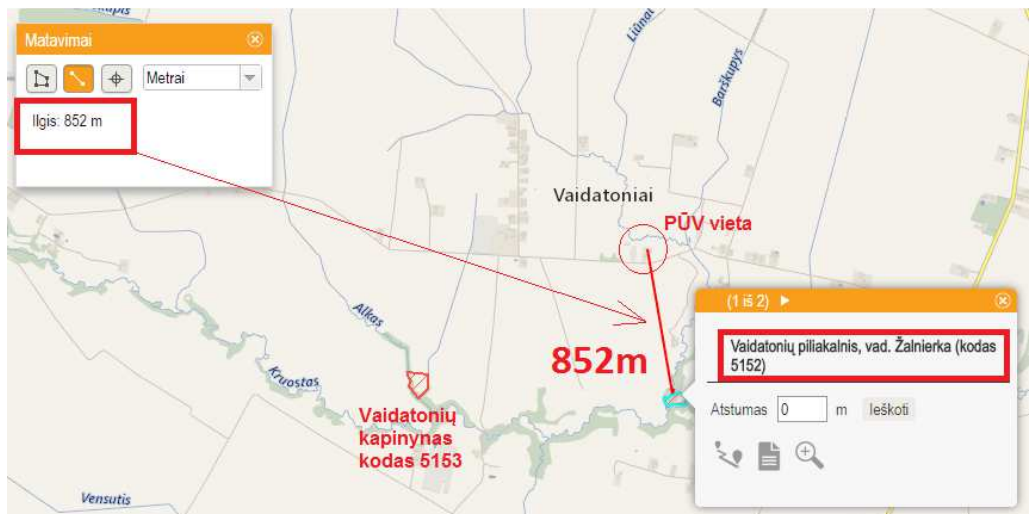 Matavimai
Metrai
Ilgis: 852 m
Liūnai
Barškupys
Vaidatoniai
PŪV vieta
(1 iš 2)
Vaidatonių piliakalnis, vad. Žalnierka (kodas
5152)
852m
Alkas
Kruostas
Vaidatonių
kapinynas
kodas 5153
Atstumas 0 m Ieškoti
Vensutis